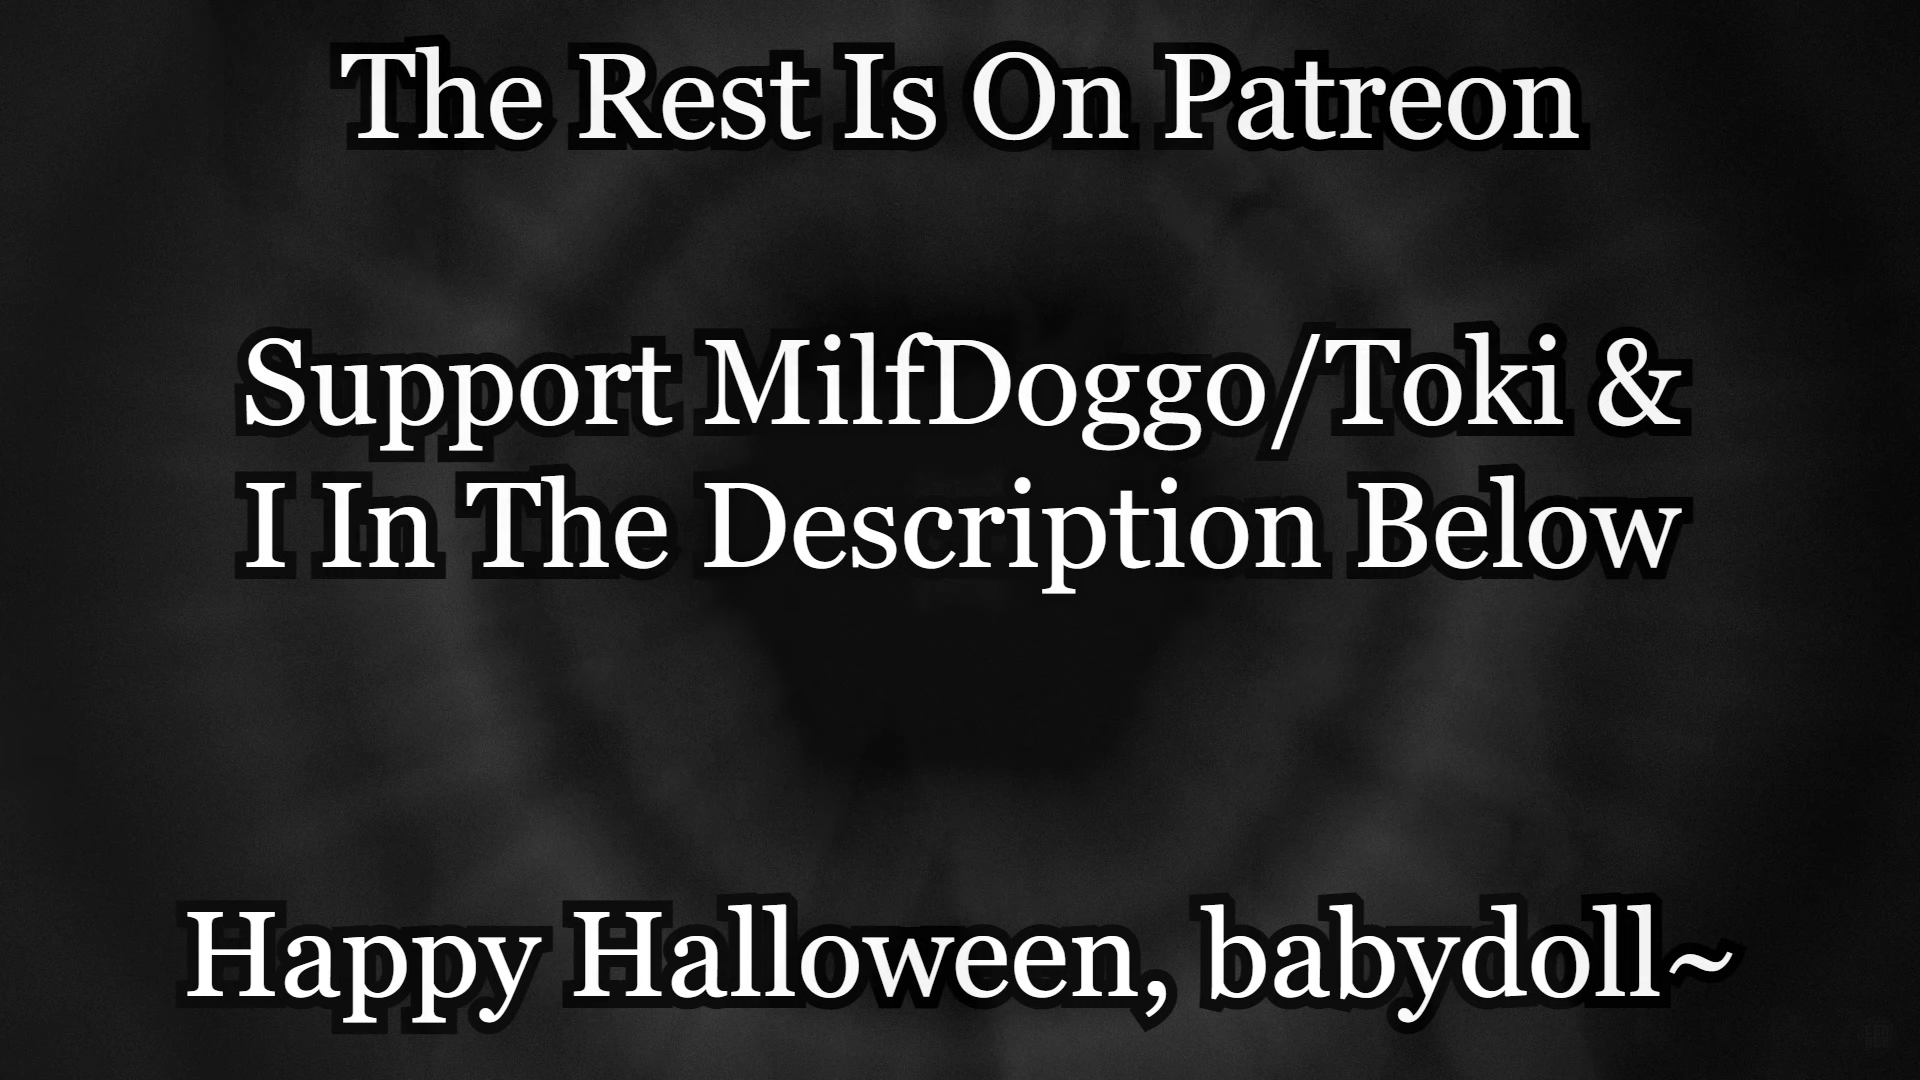 The Rest Is On Patreon
Support MilfDoggo/Toki &
I In The Description Below
Happy Halloween, babydoll~